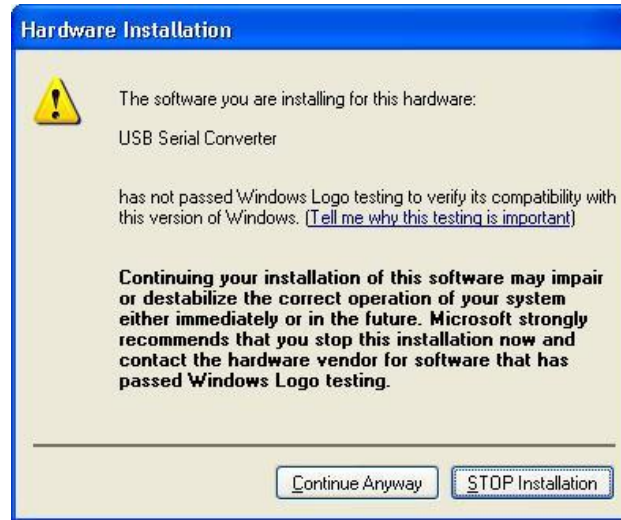 Hardware Installation
The software you are installing for this hardware:
USB Serial Converter
has not passed Windows Logo testing to verify its compatibility with
this version of Windows. (Tell me why this testing is important)
Continuing your installation of this software may impair
or destabilize the correct operation of your system
either immediately or in the future. Microsoft strongly
recommends that you stop this installation now and
contact the hardware vendor for software that has
passed Windows Logo testing.
Continue Anyway
STOP Installation